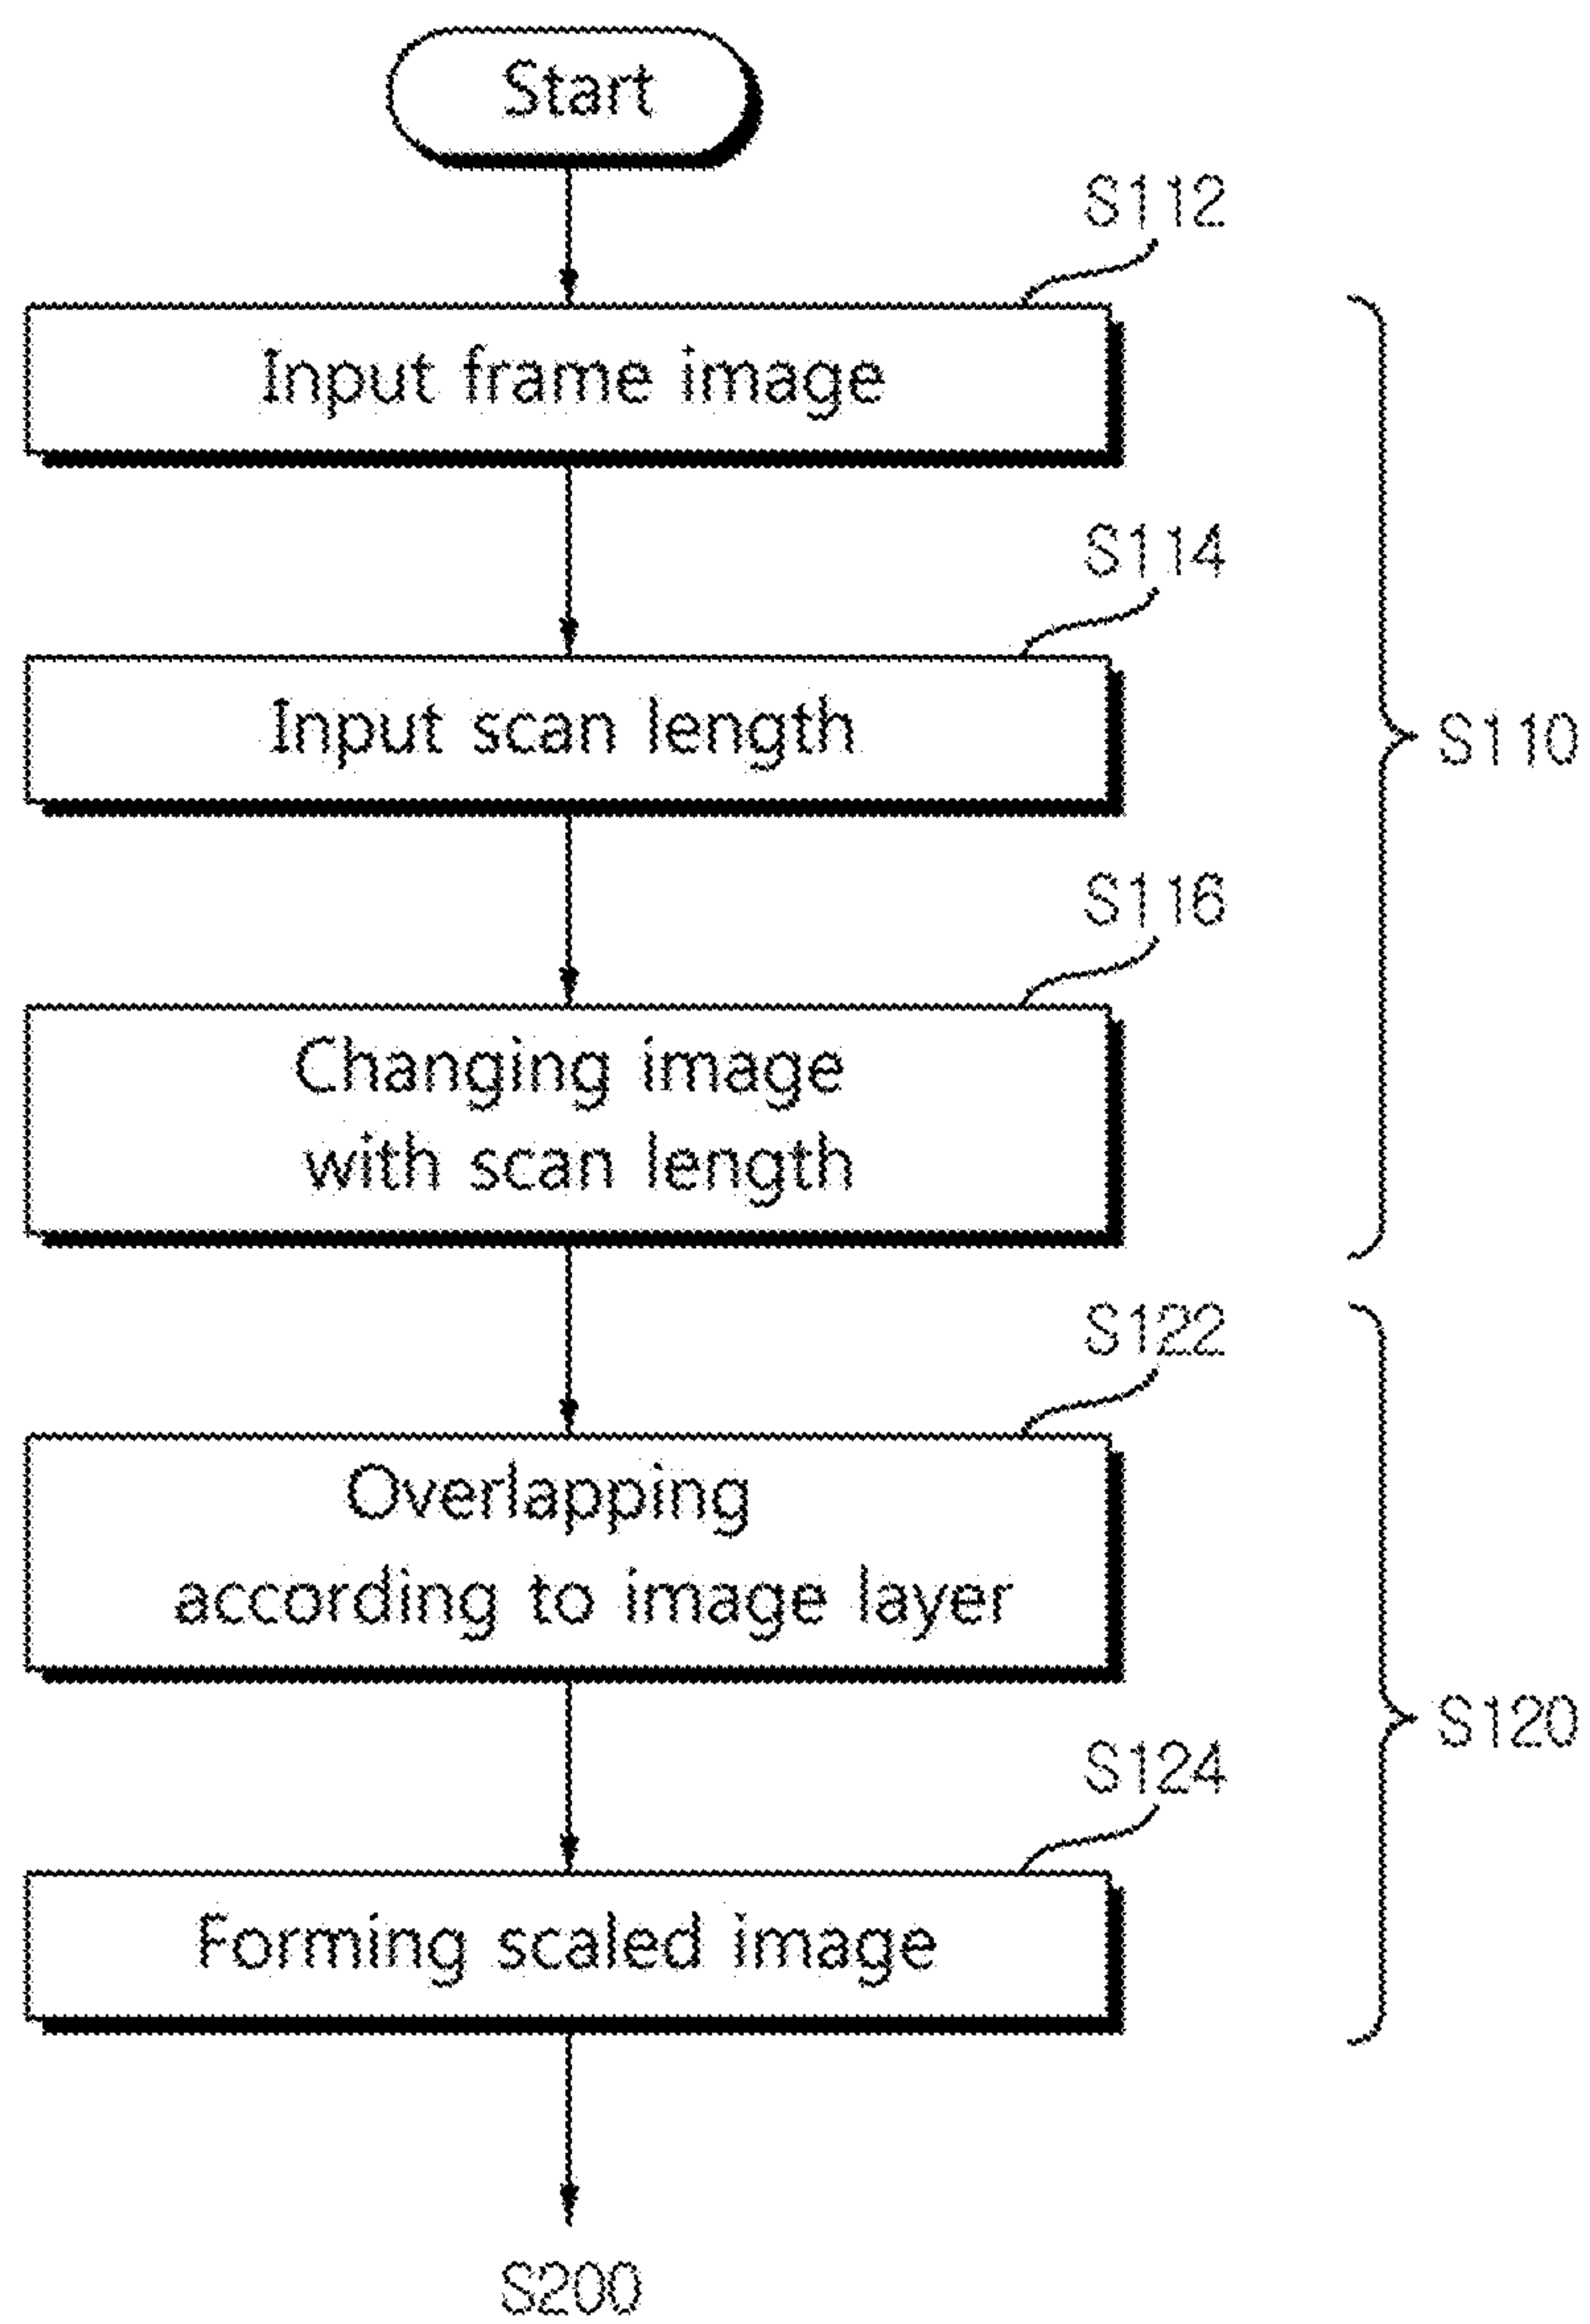 Start
S112
Input frame image
S114
Input scan length
S110
S116
Changing image
with scan length
S122
Overlapping
according to image layer
S120
S124
Forming scaled image
S200